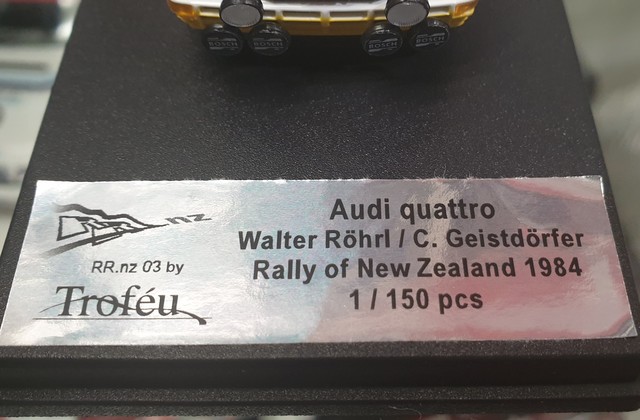 BOSCH
BOSCH
BOSCH
BOSCH
RR.nz
RR.nz 03 by
Troféu
Audi quattro
Walter Röhrl / C. Geistdörfer
Rally of New Zealand 1984
1 / 150 pcs